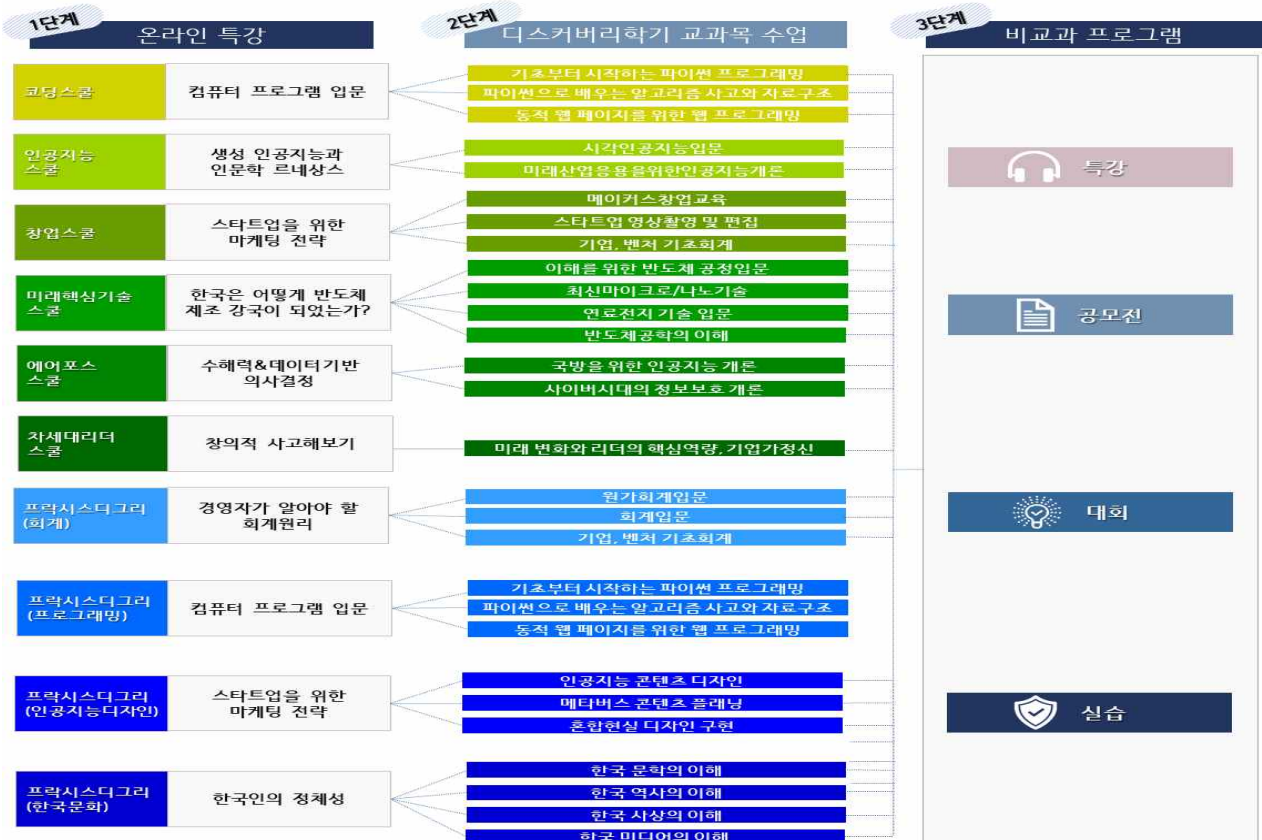 1단계
온라인 특강
2단계
디스커버리학기 교과목 수업
3단계
비교과 프로그램
코딩스쿨
컴퓨터 프로그램 입문
기초부터 시작하는 파이썬 프로그래밍
파이썬으로 배우는 알고리즘 사고와 자료구조
동적 웹 페이지를 위한 웹 프로그래밍
인공지능
스쿨
생성 인공지능과
인문학 르네상스
시각인공지능입문
미래산업응용을위한인공지능개론
창업스쿨
스타트업을 위한
마케팅 전략
메이커스창업교육
스타트업 영상촬영 및 편집
기업, 벤처 기초회계
미래핵심기술
스쿨
한국은 어떻게 반도체
제조 강국이 되었는가?
이해를 위한 반도체 공정입문
최신마이크로/나노기술
연료전지 기술 입문
반도체공학의 이해
에어포스
스쿨
수해력&데이터기반
의사결정
국방을 위한 인공지능 개론
사이버시대의 정보보호 개론
차세대리더
스쿨
창의적 사고해보기
미래 변화와 리더의 핵심역량, 기업가정신
프락시스디그리
(회계)
경영자가 알아야 할
회계원리
원가회계입문
회계입문
기업, 벤처 기초회계
프락시스디그리
(프로그래밍)
컴퓨터 프로그램 입문
기초부터 시작하는 파이썬 프로그래밍
파이썬으로 배우는 알고리즘 사고와 자료구조
동적 웹 페이지를 위한 웹 프로그래밍
프락시스디그리
(인공지능디자인)
스타트업을 위한
마케팅 전략
인공지능 콘텐츠 디자인
메타버스 콘텐츠 플래닝
혼합현실 디자인 구현
프락시스디그리
(한국문화)
한국인의 정체성
한국 문학의 이해
한국 역사의 이해
한국 사상의 이해
한국 미디어의 이해
특강
공모전
대회
실습